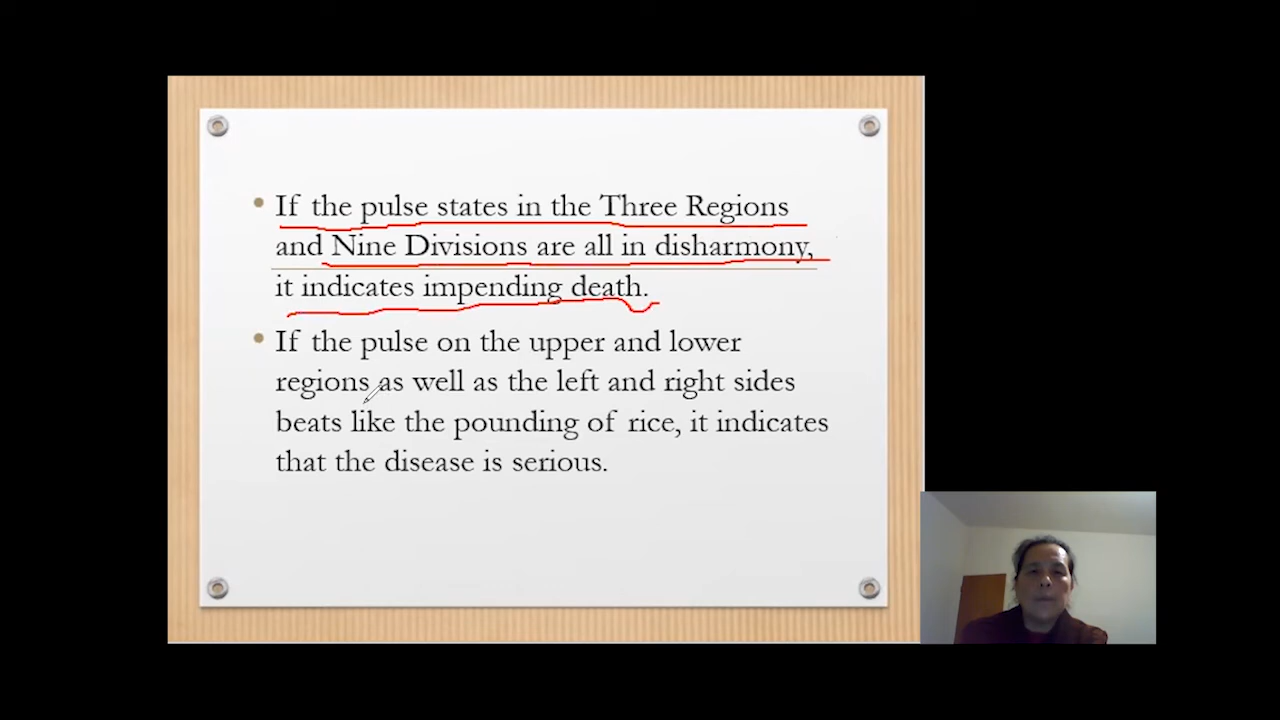 • If the pulse states in the Three Regions
and Nine Divisions are all in disharmony,
it indicates impending death.
• If the pulse on the upper and lower
regions as well as the left and right sides
beats like the pounding of rice, it indicates
that the disease is serious.